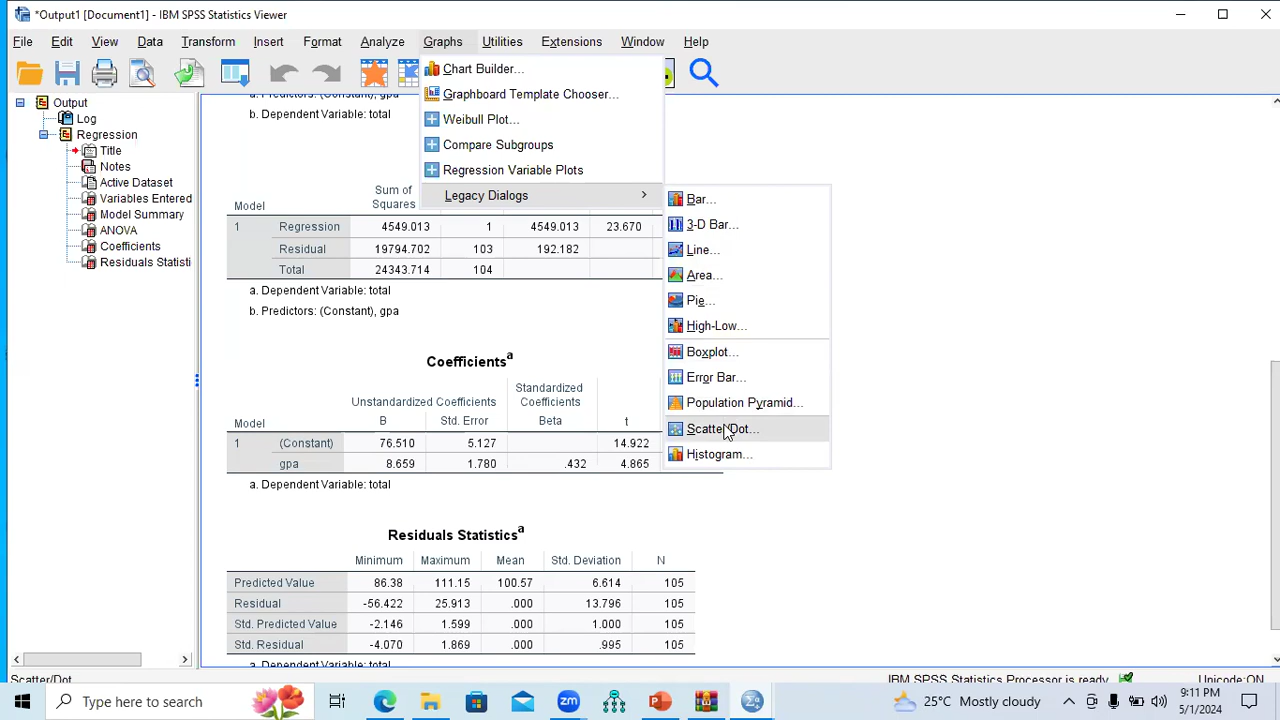 *Output1 [Document1] - IBM SPSS Statistics Viewer
File Edit View Data Transform Insert Format Analyze Graphs Utilities Extensions Window Help
Chart Builder...
Graphboard Template Chooser...
Weibull Plot...
Compare Subgroups
Regression Variable Plots
Legacy Dialogs
Bar...
3-D Bar...
Line...
Area...
Pie...
High-Low...
Boxplot...
Error Bar...
Population Pyramid...
Scatter/Dot...
Histogram...
Output
Log
Regression
Title
Notes
Active Dataset
Variables Entered
Model Summary
ANOVA
Coefficients
Residuals Statisti
a. Predictors: (Constant), gpa
b. Dependent Variable: total
Model Sum of Squares
1 Regression 4549.013 1 4549.013 23.670
Residual 19794.702 103 192.182
Total 24343.714 104
a. Dependent Variable: total
b. Predictors: (Constant), gpa
Coefficientsa
Unstandardized Coefficients Standardized Coefficients
Model B Std. Error Beta t
1 (Constant) 76.510 5.127 14.922
gpa 8.659 1.780 .432 4.865
a. Dependent Variable: total
Residuals Statisticsa
Minimum Maximum Mean Std. Deviation N
Predicted Value 86.38 111.15 100.57 6.614 105
Residual -56.422 25.913 .000 13.796 105
Std. Predicted Value -2.146 1.599 .000 1.000 105
Std. Residual -4.070 1.869 .000 .995 105
a. Dependent Variable: total
Scatter/Dot
IBM SPSS Statistics Processor is ready Unicode:ON
Type here to search
zm
25°C Mostly cloudy
3:11 PM
5/1/2024